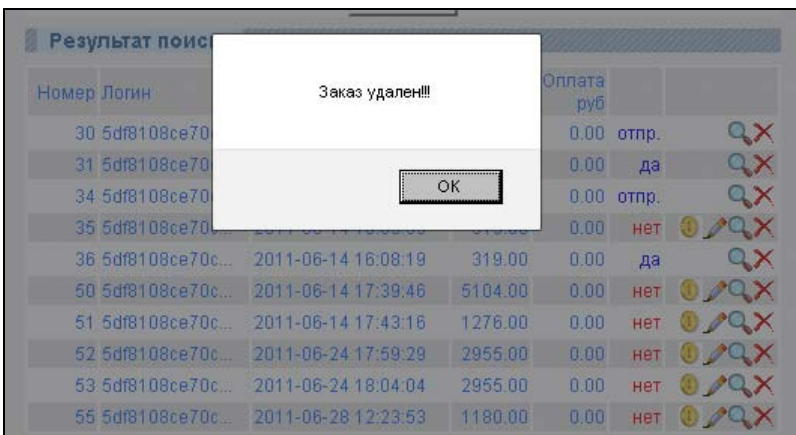 Результат поис
Заказ удален!!!
OK
Номер Логин Оплата руб
30 5df8108ce70 0.00 отпр.
31 5df8108ce70 0.00 да
34 5df8108ce70 0.00 отпр.
35 5df8108ce70 0.00 нет
36 5df8108ce70c... 2011-06-14 16:08:19 319.00 0.00 да
50 5df8108ce70c... 2011-06-14 17:39:46 5104.00 0.00 нет
51 5df8108ce70c... 2011-06-14 17:43:16 1276.00 0.00 нет
52 5df8108ce70c... 2011-06-24 17:59:29 2955.00 0.00 нет
53 5df8108ce70c... 2011-06-24 18:04:04 2955.00 0.00 нет
55 5df8108ce70c... 2011-06-28 12:23:53 1180.00 0.00 нет